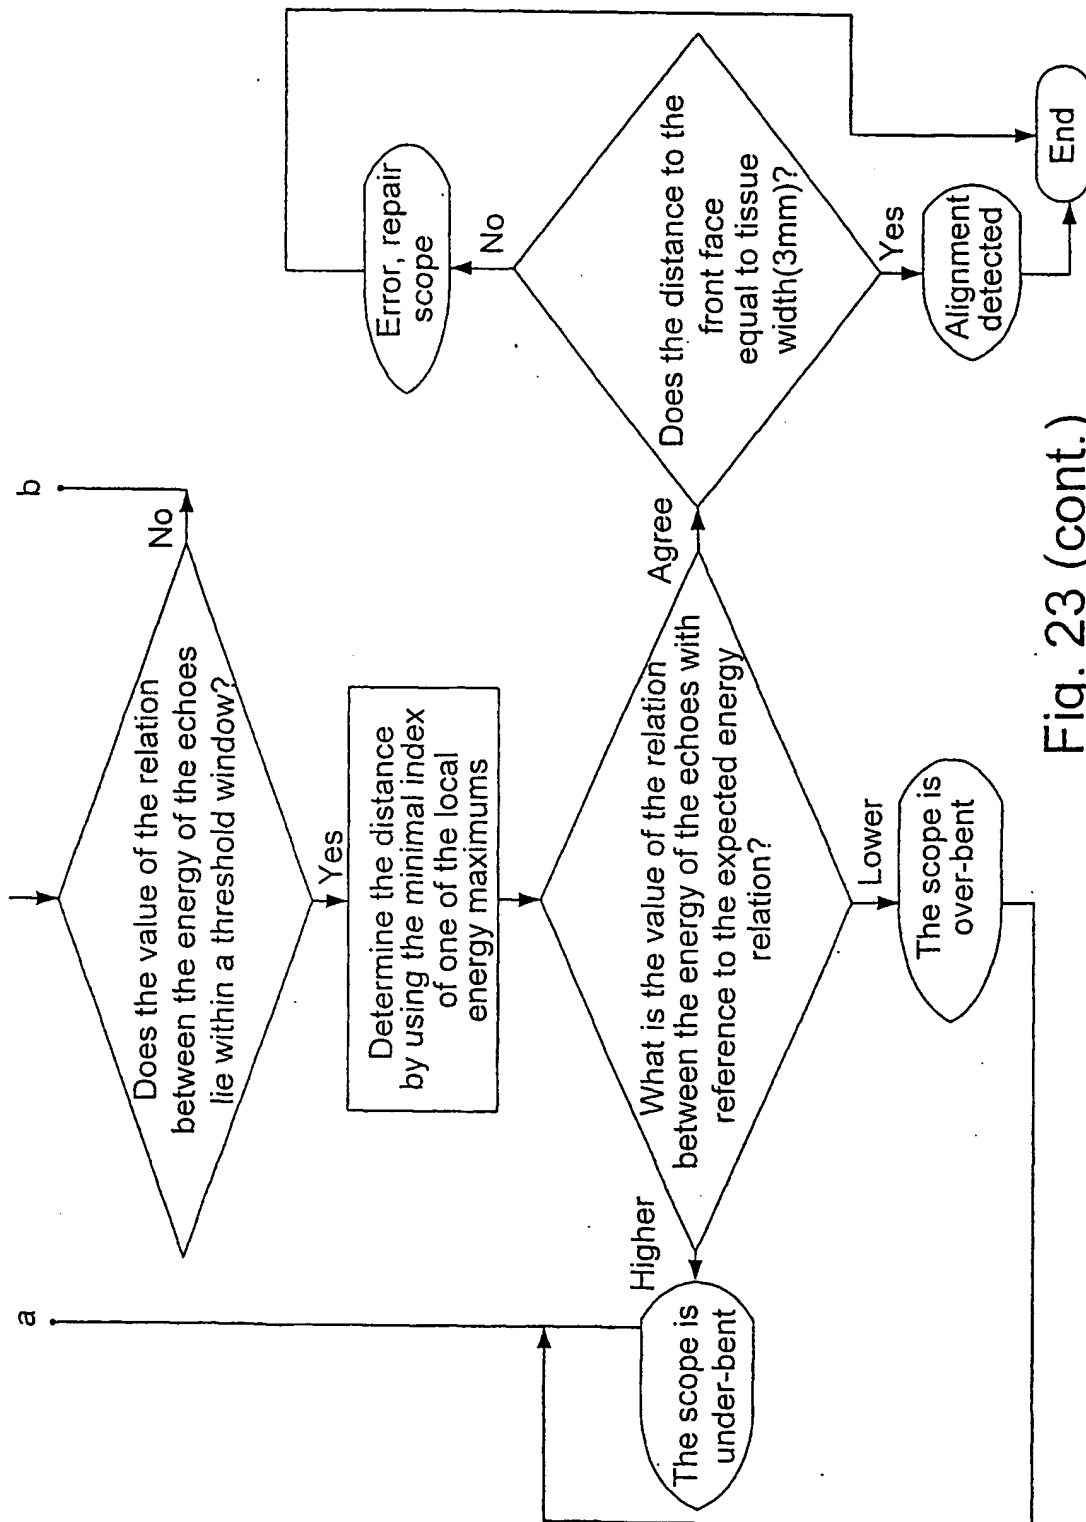 a
b
Does the value of the relation
between the energy of the echoes
lie within a threshold window?
No
Yes
Determine the distance
by using the minimal index
of one of the local
energy maximums
What is the value of the relation
between the energy of the echoes with
reference to the expected energy
relation?
Higher
The scope is
under-bent
Lower
The scope is
over-bent
Agree
Does the distance to the
front face
equal to tissue
width(3mm)?
No
Error, repair
scope
Yes
Alignment
detected
End
Fig. 23 (cont.)